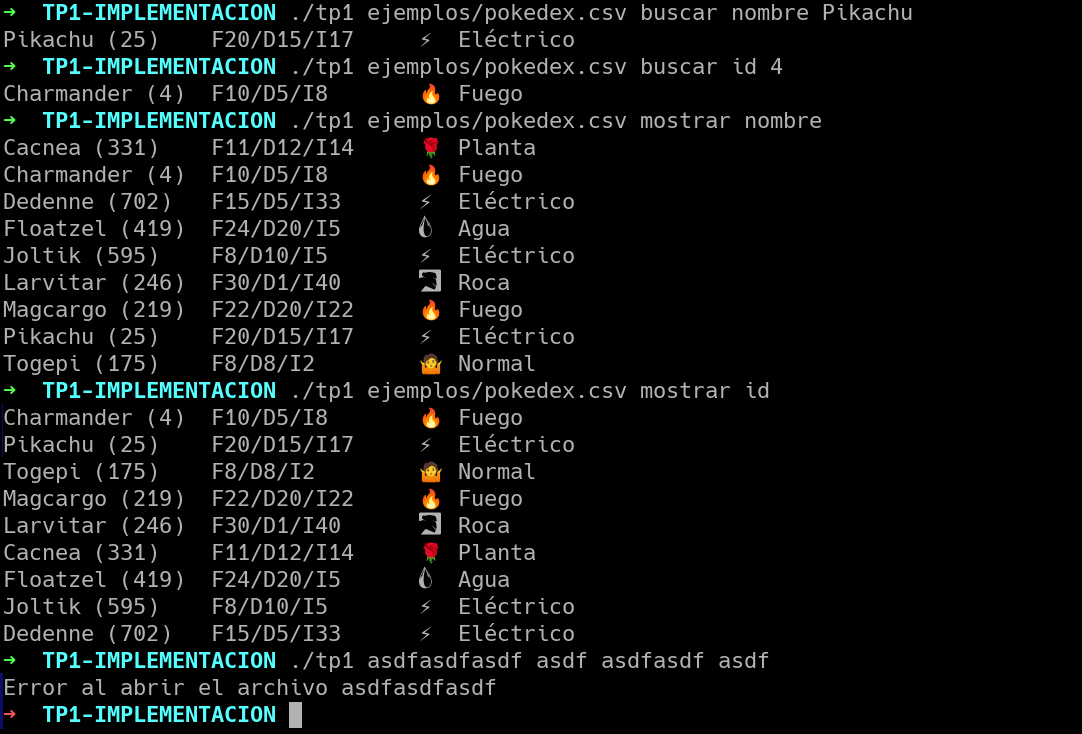 → TP1-IMPLEMENTACION ./tp1 ejemplos/pokedex.csv buscar nombre Pikachu
Pikachu (25) F20/D15/I17 ⚡ Eléctrico
→ TP1-IMPLEMENTACION ./tp1 ejemplos/pokedex.csv buscar id 4
Charmander (4) F10/D5/I8 🔥 Fuego
→ TP1-IMPLEMENTACION ./tp1 ejemplos/pokedex.csv mostrar nombre
Cacnea (331) F11/D12/I14 🌹 Planta
Charmander (4) F10/D5/I8 🔥 Fuego
Dedenne (702) F15/D5/I33 ⚡ Eléctrico
Floatzel (419) F24/D20/I5 💧 Agua
Joltik (595) F8/D10/I5 ⚡ Eléctrico
Larvitar (246) F30/D1/I40 Roca
Magcargo (219) F22/D20/I22 🔥 Fuego
Pikachu (25) F20/D15/I17 ⚡ Eléctrico
Togepi (175) F8/D8/I2 🤷 Normal
→ TP1-IMPLEMENTACION ./tp1 ejemplos/pokedex.csv mostrar id
Charmander (4) F10/D5/I8 🔥 Fuego
Pikachu (25) F20/D15/I17 ⚡ Eléctrico
Togepi (175) F8/D8/I2 🤷 Normal
Magcargo (219) F22/D20/I22 🔥 Fuego
Larvitar (246) F30/D1/I40 Roca
Cacnea (331) F11/D12/I14 🌹 Planta
Floatzel (419) F24/D20/I5 💧 Agua
Joltik (595) F8/D10/I5 ⚡ Eléctrico
Dedenne (702) F15/D5/I33 ⚡ Eléctrico
→ TP1-IMPLEMENTACION ./tp1 asdfasdfasdf asdf asdfasdf asdf
Error al abrir el archivo asdfasdfasdf
→ TP1-IMPLEMENTACION